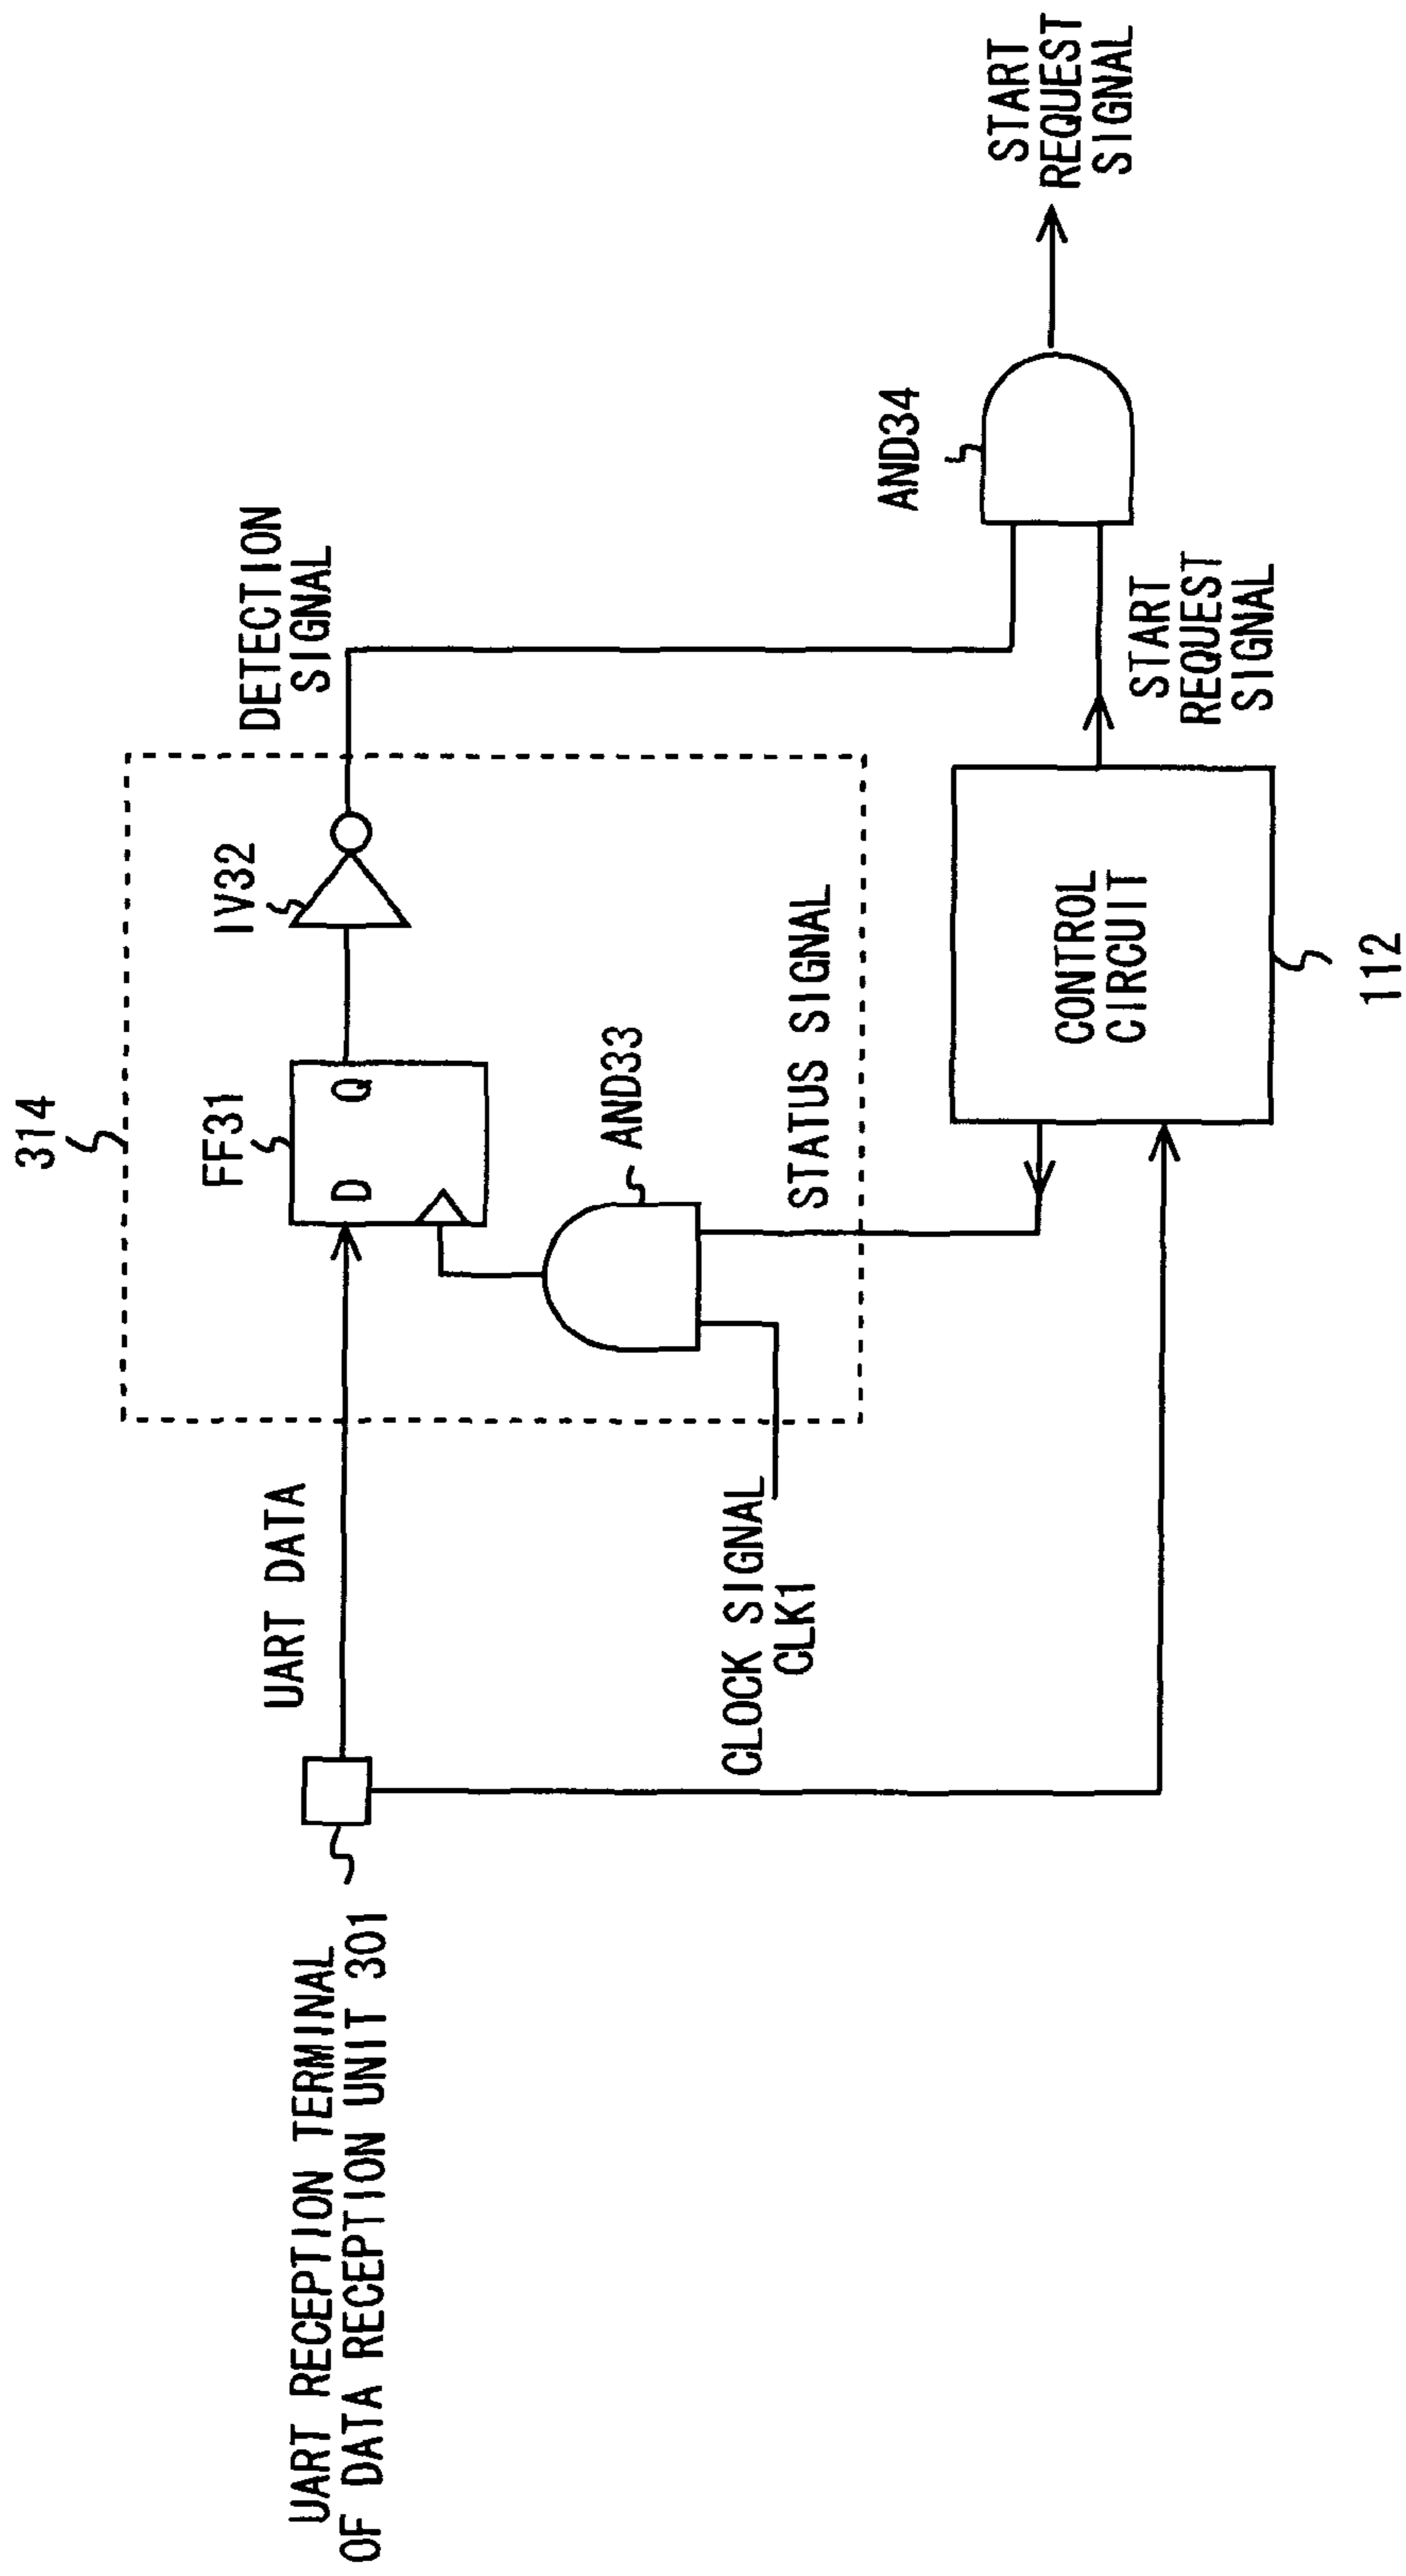 314
FF31
D
Q
IV32
DETECTION
SIGNAL
UART DATA
UART RECEPTION TERMINAL
OF DATA RECEPTION UNIT 301
AND33
CLOCK SIGNAL
CLK1
STATUS SIGNAL
CONTROL
CIRCUIT
112
START
REQUEST
SIGNAL
AND34
START
REQUEST
SIGNAL